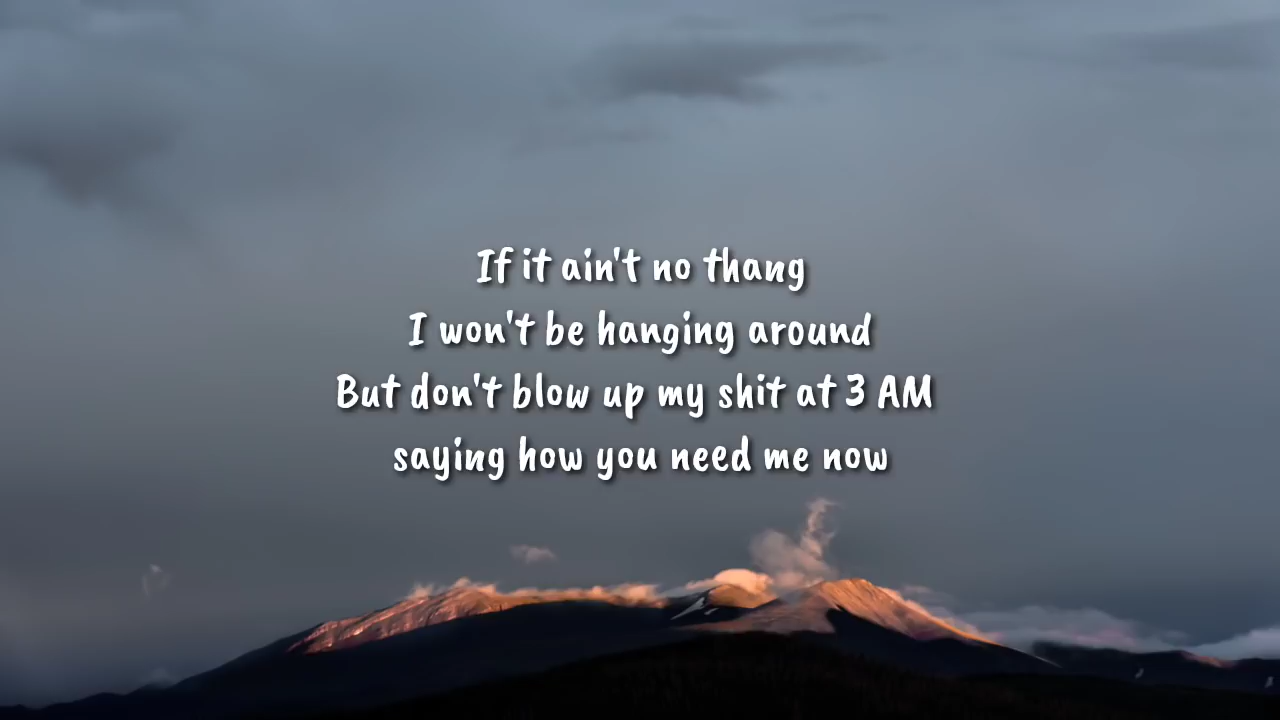 If it ain't no thang
I won't be hanging around
But don't blow up my shit at 3 AM
saying how you need me now